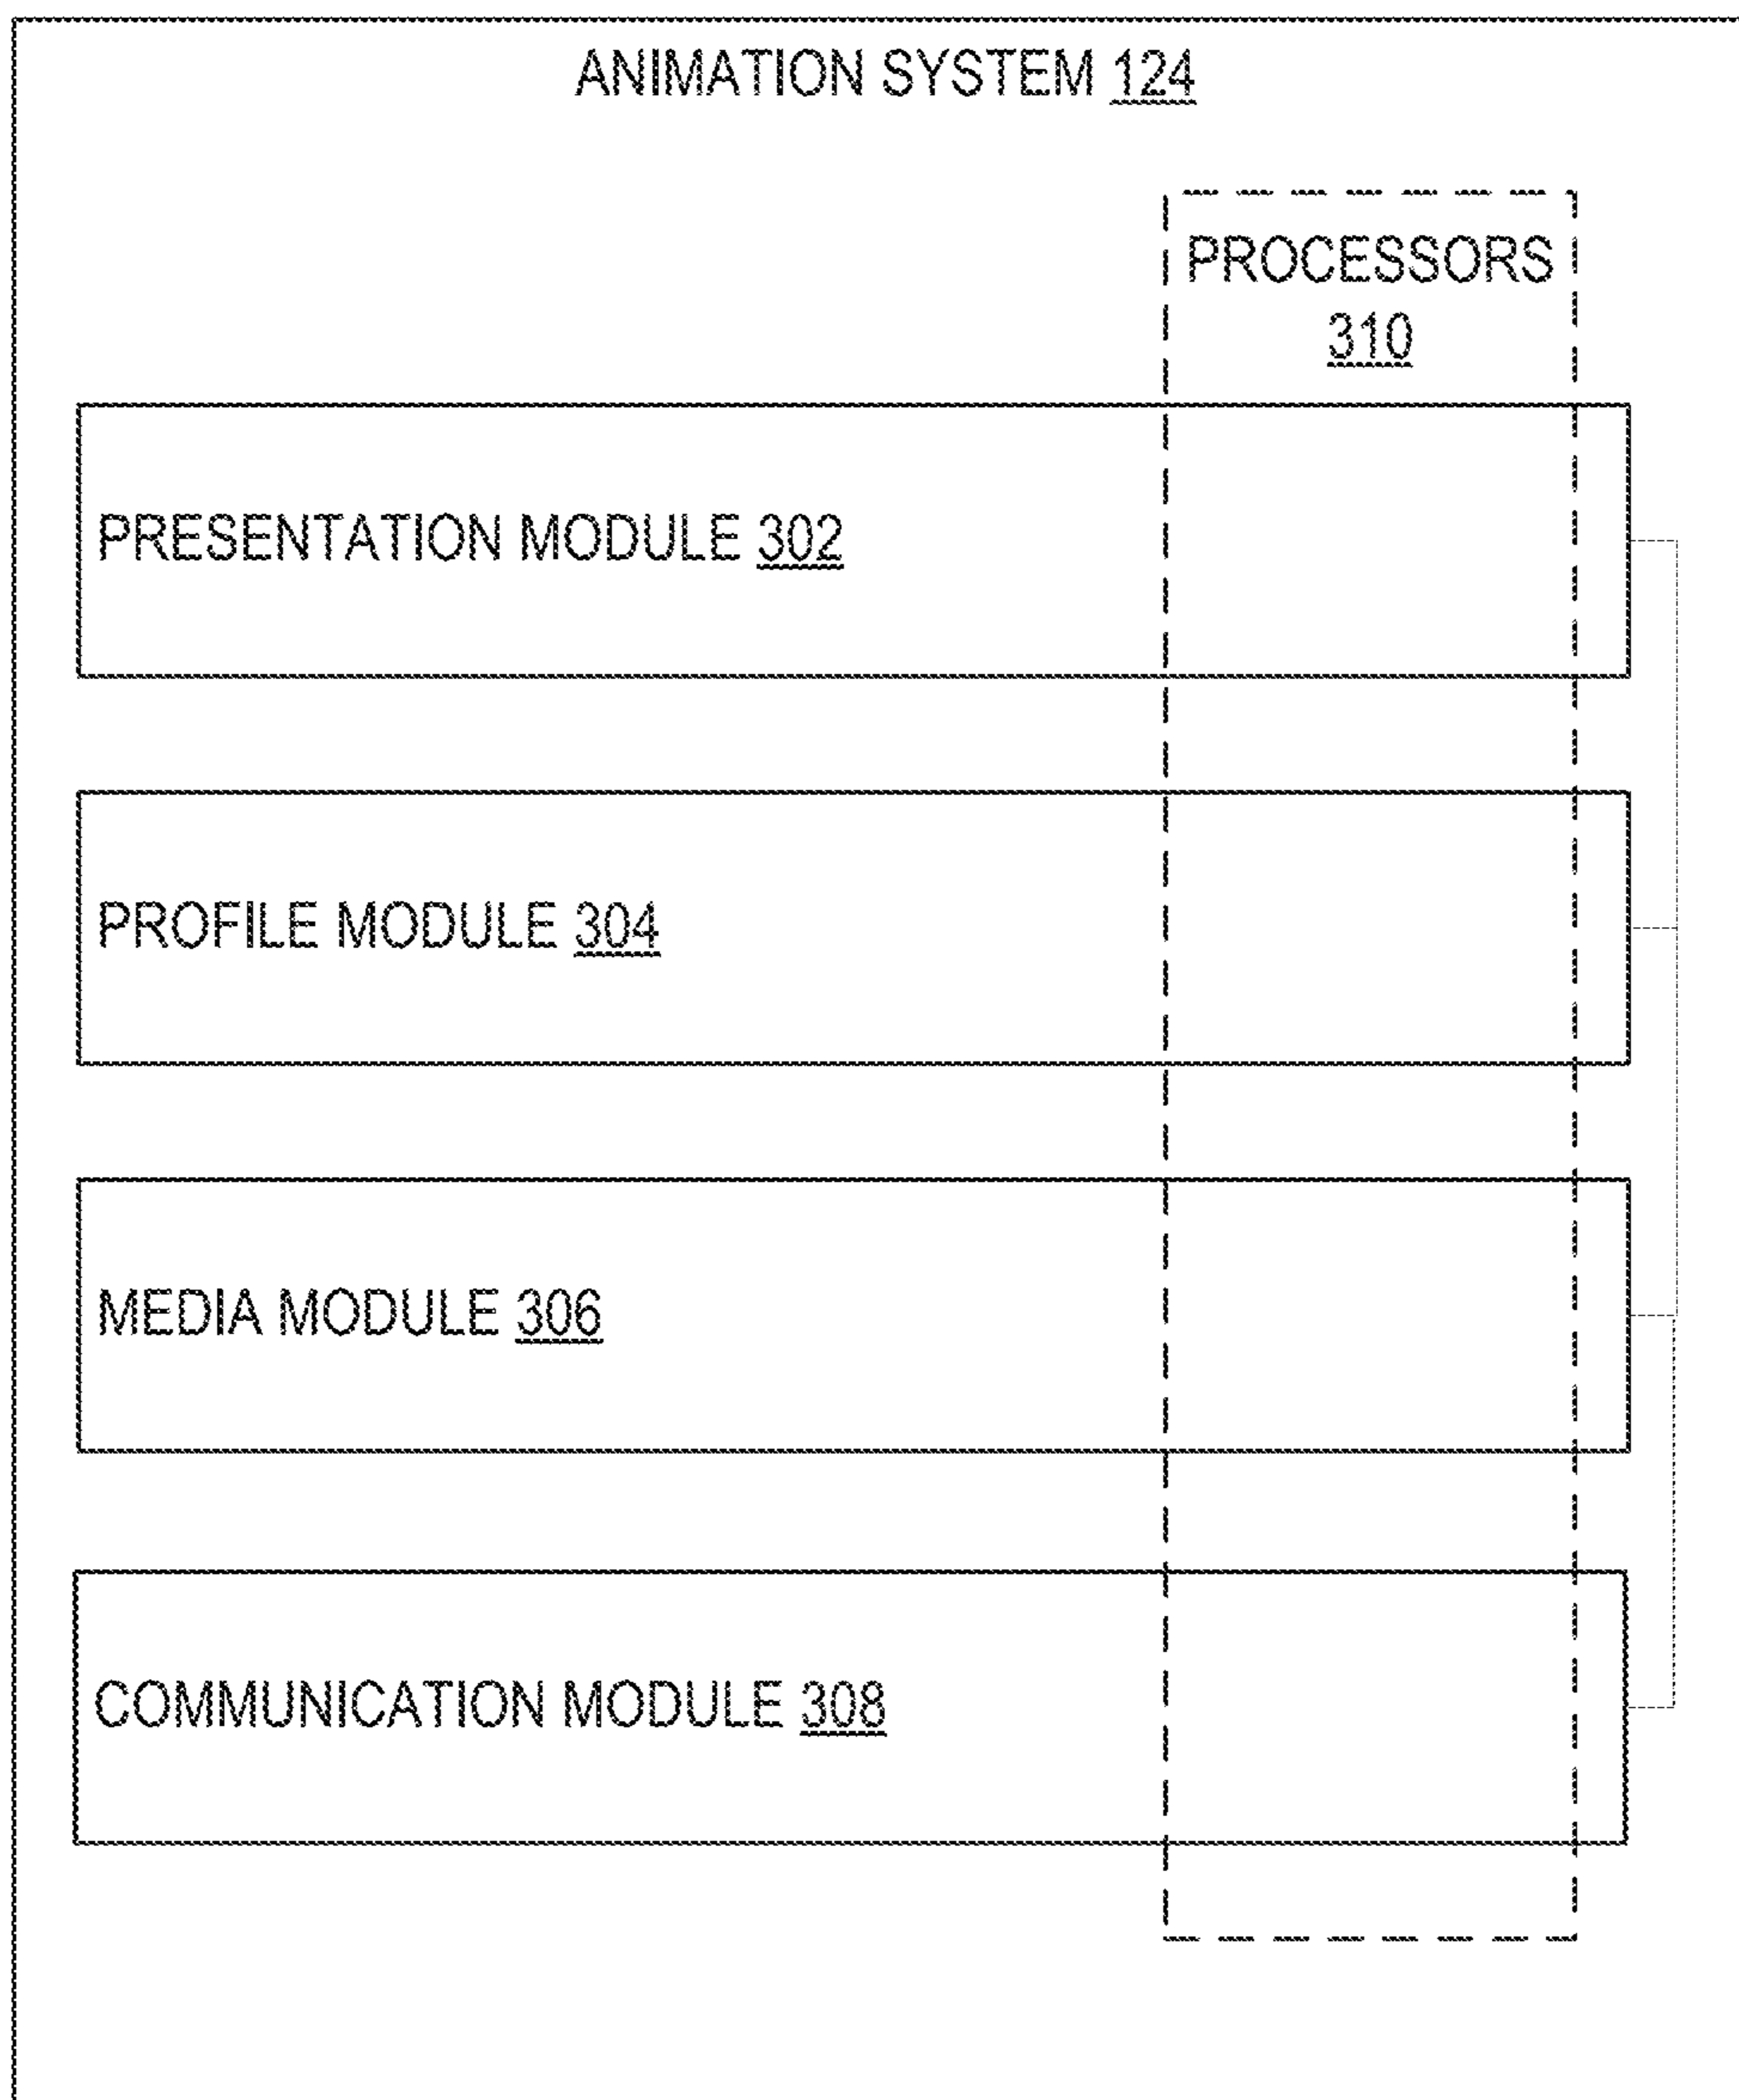 ANIMATION SYSTEM 124
PROCESSORS
310
PRESENTATION MODULE 302
PROFILE MODULE 304
MEDIA MODULE 306
COMMUNICATION MODULE 308